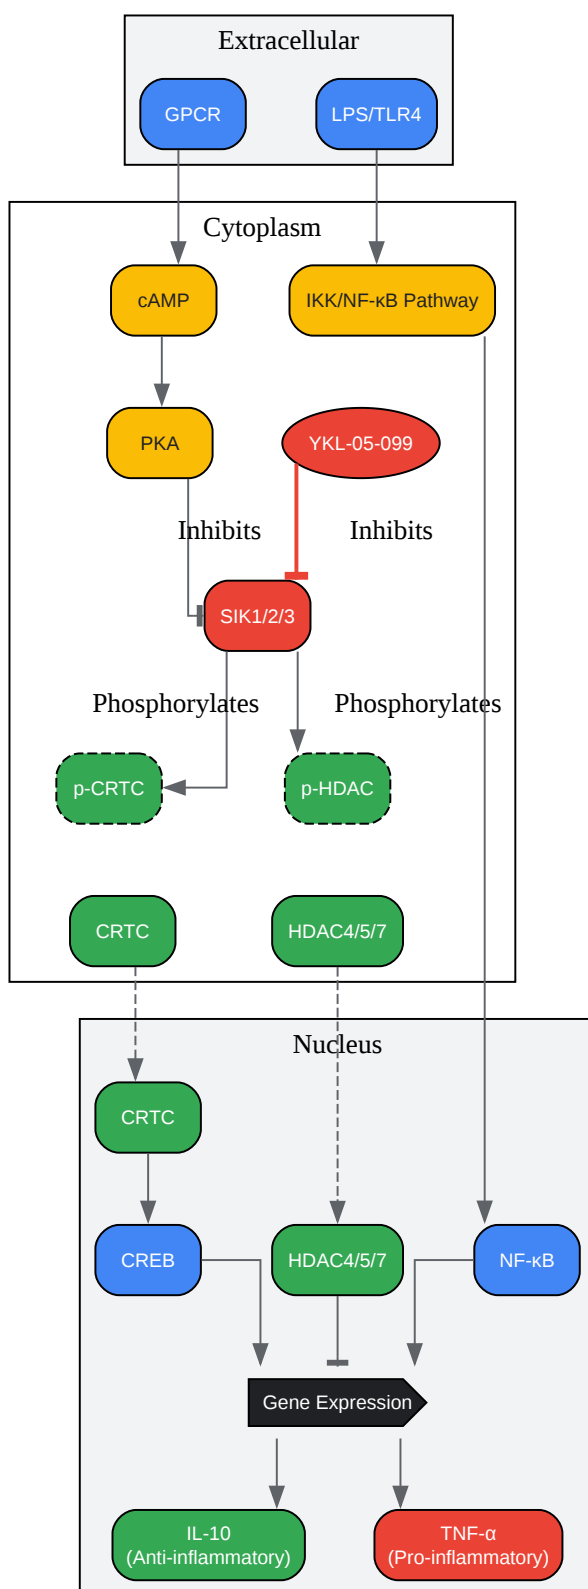 Extracellular
GPCR
LPS/TLR4
Cytoplasm
cAMP
IKK/NF-κB Pathway
PKA
YKL-05-099
Inhibits
Inhibits
SIK1/2/3
Phosphorylates
Phosphorylates
p-CRTC
p-HDAC
CRTC
HDAC4/5/7
Nucleus
CRTC
CREB
HDAC4/5/7
NF-κB
Gene Expression
IL-10
(Anti-inflammatory)
TNF-α
(Pro-inflammatory)